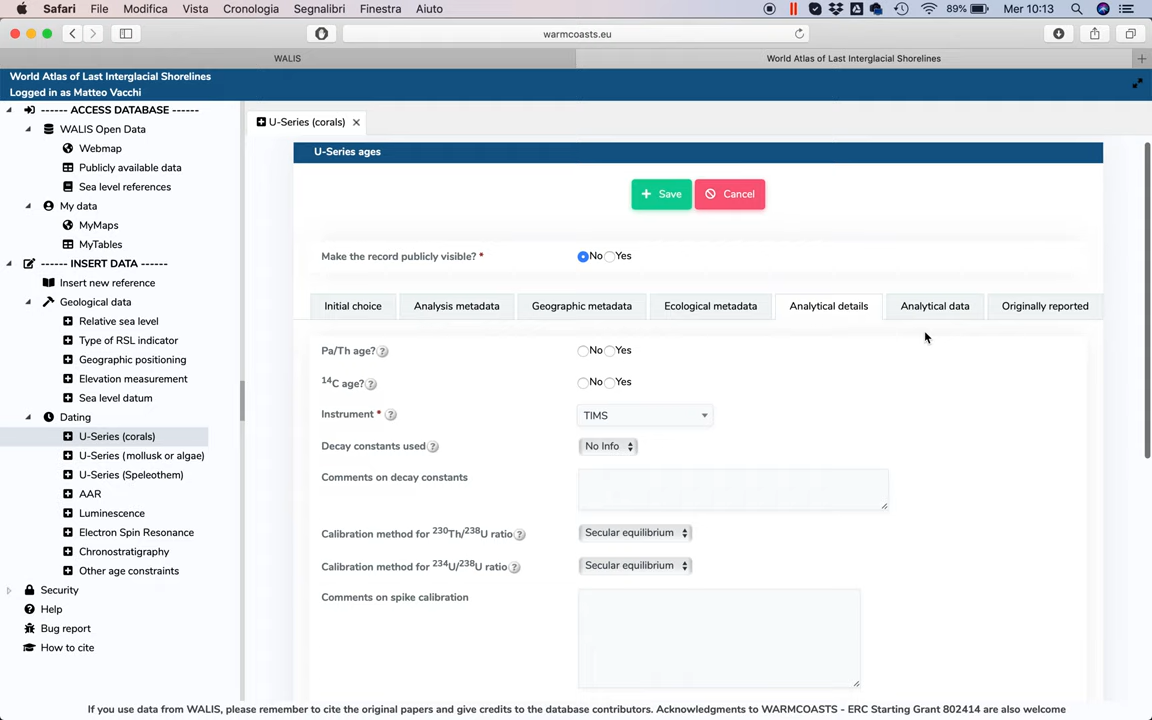 Safari File Modifica Vista Cronologia Segnalibri Finestra Aiuto 89% Mer 10:13
warmcoasts.eu
WALIS World Atlas of Last Interglacial Shorelines
World Atlas of Last Interglacial Shorelines
Logged in as Matteo Vacchi
------ ACCESS DATABASE ------
WALIS Open Data
Webmap
Publicly available data
Sea level references
My data
MyMaps
MyTables
------ INSERT DATA ------
Insert new reference
Geological data
Relative sea level
Type of RSL indicator
Geographic positioning
Elevation measurement
Sea level datum
Dating
U-Series (corals)
U-Series (mollusk or algae)
U-Series (Speleothem)
AAR
Luminescence
Electron Spin Resonance
Chronostratigraphy
Other age constraints
Security
Help
Bug report
How to cite
U-Series (corals)
U-Series ages
Save Cancel
Make the record publicly visible? * No Yes
Initial choice Analysis metadata Geographic metadata Ecological metadata Analytical details Analytical data Originally reported
Pa/Th age? No Yes
14C age? No Yes
Instrument * TIMS
Decay constants used No Info
Comments on decay constants
Calibration method for 230Th/238U ratio Secular equilibrium
Calibration method for 234U/238U ratio Secular equilibrium
Comments on spike calibration
If you use data from WALIS, please remember to cite the original papers and give credits to the database contributors. Acknowledgments to WARMCOASTS - ERC Starting Grant 802414 are also welcome